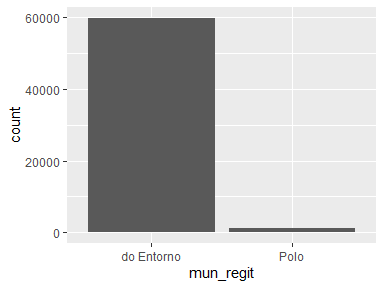 60000
40000
20000
0
count
do Entorno
Polo
mun_regit